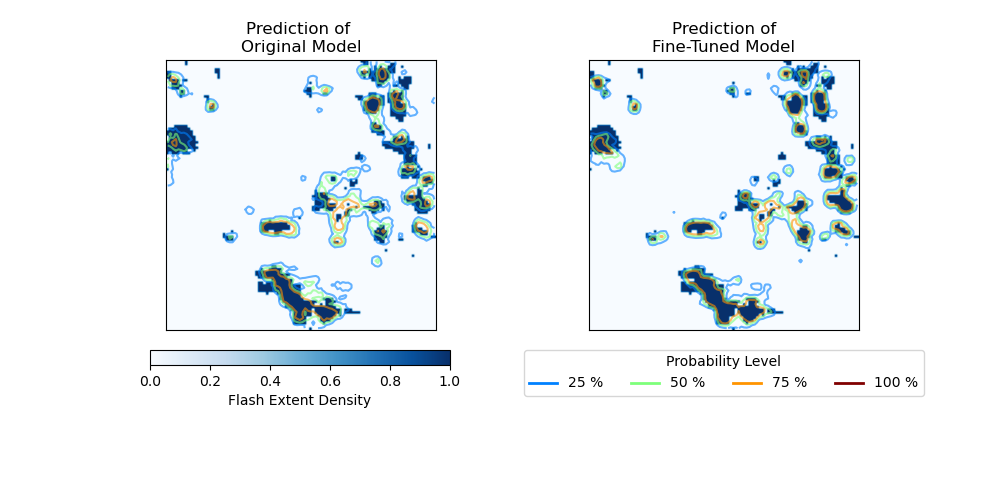 Prediction of
Original Model
Prediction of
Fine-Tuned Model
0.0 0.2 0.4 0.6 0.8 1.0
Flash Extent Density
Probability Level
25 % 50 % 75 % 100 %